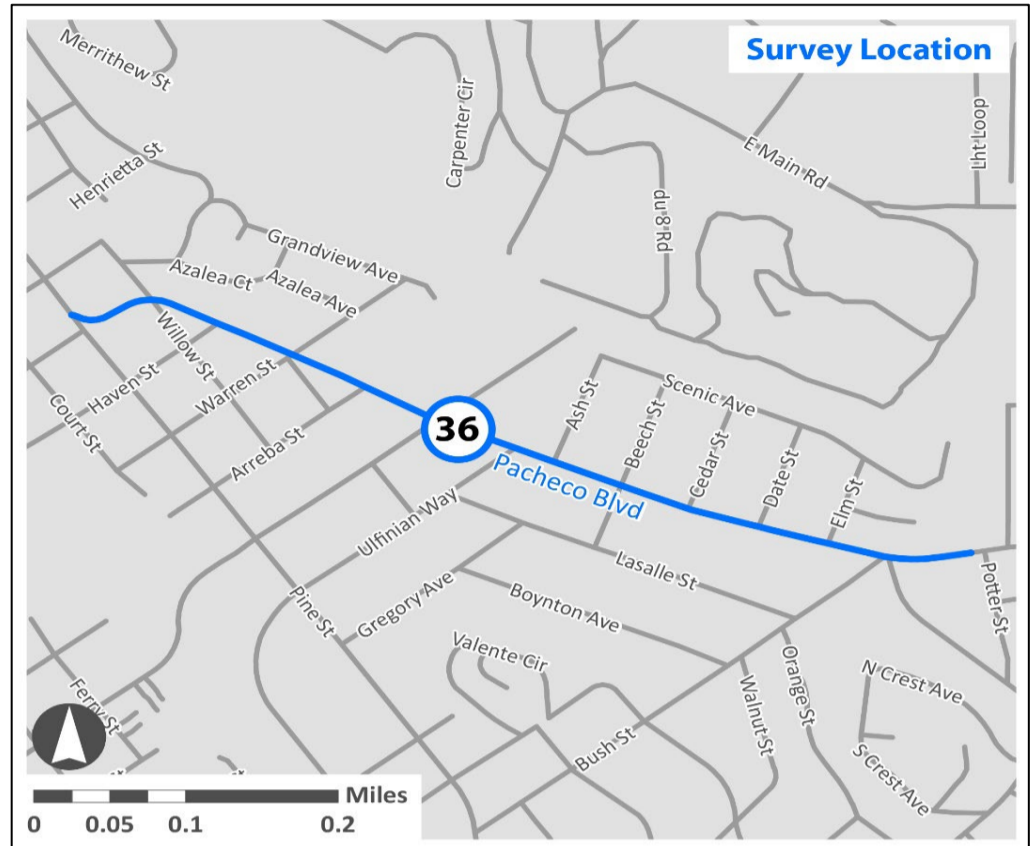 Survey Location
Merrithew St
Carpenter Cir
Lht Loop
E Main Rd
Henrietta St
du 8 Rd
Grandview Ave
Azalea Ct
Azalea Ave
Willow St
Haven St
Warren St
Court St
Scenic Ave
Ash St
Beech St
36
Arreba St
Cedar St
Pacheco Blvd
Date St
Elm St
Ulfinian Way
Lasalle St
Pine St
Gregory Ave
Boynton Ave
Potter St
Valente Cir
Orange St
N Crest Ave
Walnut St
Ferry St
Bush St
S Crest Ave
Miles
0 0.05 0.1 0.2